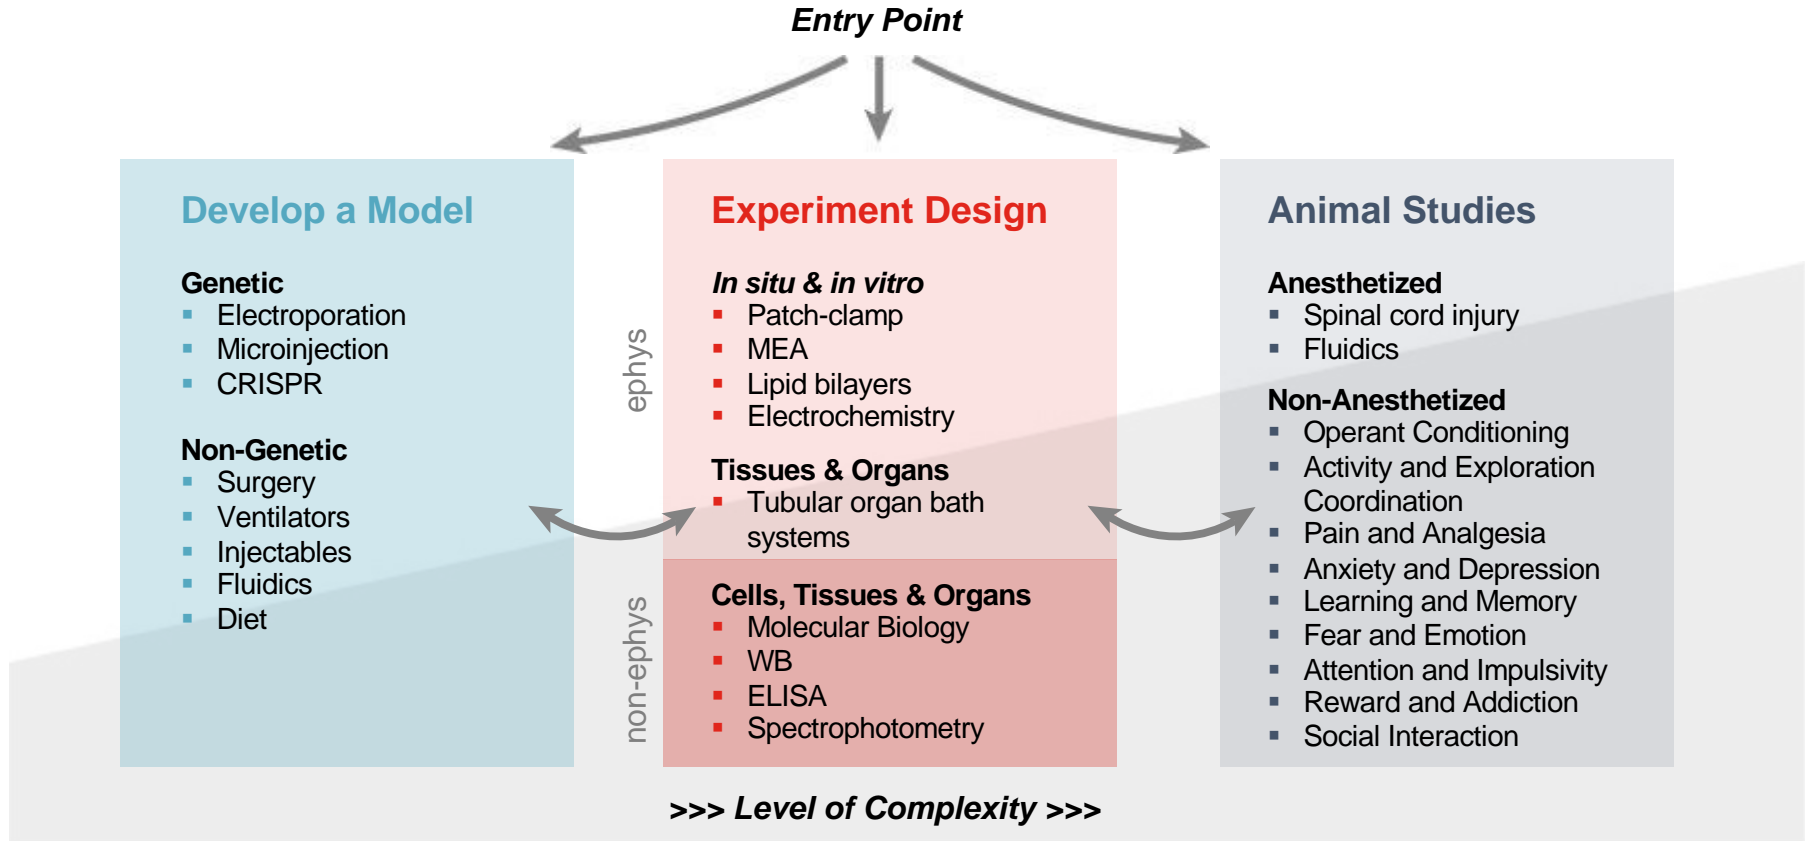 Entry Point
Develop a Model
Genetic
▪ Electroporation
▪ Microinjection
▪ CRISPR
Non-Genetic
▪ Surgery
▪ Ventilators
▪ Injectables
▪ Fluidics
▪ Diet
ephys
non-ephys
Experiment Design
In situ & in vitro
▪ Patch-clamp
▪ MEA
▪ Lipid bilayers
▪ Electrochemistry
Tissues & Organs
▪ Tubular organ bath
systems
Cells, Tissues & Organs
▪ Molecular Biology
▪ WB
▪ ELISA
▪ Spectrophotometry
Animal Studies
Anesthetized
▪ Spinal cord injury
▪ Fluidics
Non-Anesthetized
▪ Operant Conditioning
▪ Activity and Exploration
Coordination
▪ Pain and Analgesia
▪ Anxiety and Depression
▪ Learning and Memory
▪ Fear and Emotion
▪ Attention and Impulsivity
▪ Reward and Addiction
▪ Social Interaction
>>> Level of Complexity >>>